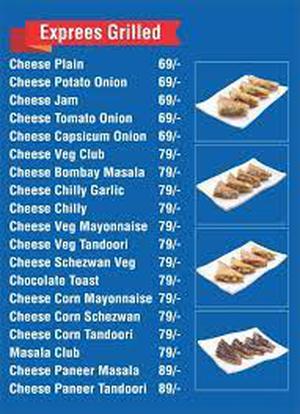 Exprees Grilled
Cheese Plain 69/-
Cheese Potato Onion 69/-
Cheese Jam 69/-
Cheese Tomato Onion 69/-
Cheese Capsicum Onion 69/-
Cheese Veg Club 79/-
Cheese Bombay Masala 79/-
Cheese Chilly Garlic 79/-
Cheese Chilly 79/-
Cheese Veg Mayonnaise 79/-
Cheese Veg Tandoori 79/-
Cheese Schezwan Veg 79/-
Chocolate Toast 79/-
Cheese Corn Mayonnaise 79/-
Cheese Corn Schezwan 79/-
Cheese Corn Tandoori 79/-
Masala Club 79/-
Cheese Paneer Masala 89/-
Cheese Paneer Tandoori 89/-